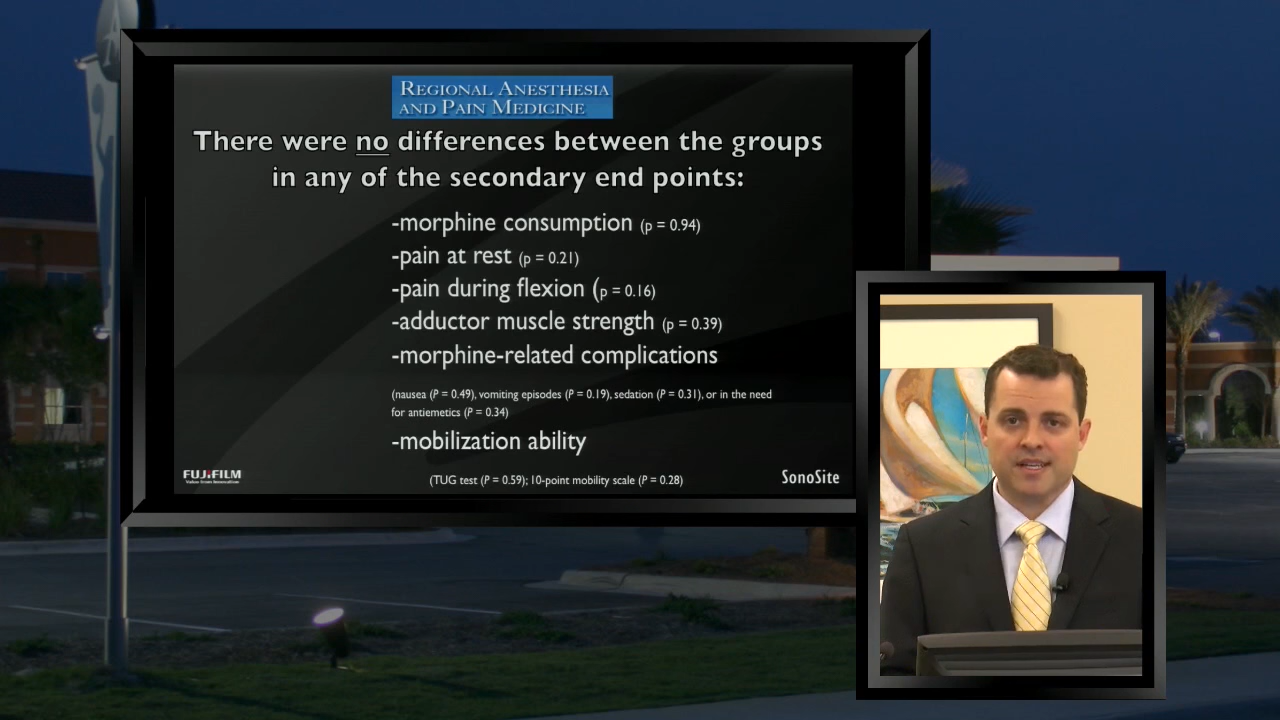 REGIONAL ANESTHESIA
AND PAIN MEDICINE
There were no differences between the groups
in any of the secondary end points:
-morphine consumption (p = 0.94)
-pain at rest (p = 0.21)
-pain during flexion (p = 0.16)
-adductor muscle strength (p = 0.39)
-morphine-related complications
(nausea (P = 0.49), vomiting episodes (P = 0.19), sedation (P = 0.31), or in the need
for antiemetics (P = 0.34)
-mobilization ability
(TUG test (P = 0.59); 10-point mobility scale (P = 0.28)
FUJIFILM
Value from Innovation
SonoSite